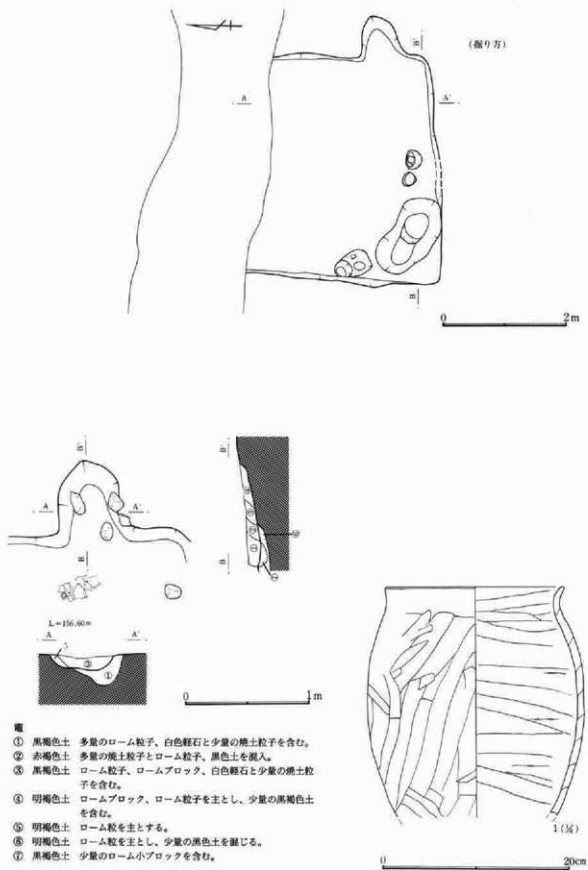 (掘り方)
B'
A
A'
B
0
2m
B'
A
A'
B
B'
B
L=156.60m
A
A'
③
①
0
1m
竈
① 黒褐色土 多量のローム粒子、白色軽石と少量の焼土粒子を含む。
② 赤褐色土 多量の焼土粒子とローム粒子、黒色土を混入。
③ 黒褐色土 ローム粒子、ロームブロック、白色軽石と少量の焼土粒
子を含む。
④ 明褐色土 ロームブロック、ローム粒子を主とし、少量の黒褐色土
を含む。
⑤ 明褐色土 ローム粒を主とする。
⑥ 明褐色土 ローム粒を主とし、少量の黒色土を混じる。
⑦ 黒褐色土 少量のローム小ブロックを含む。
0
20cm